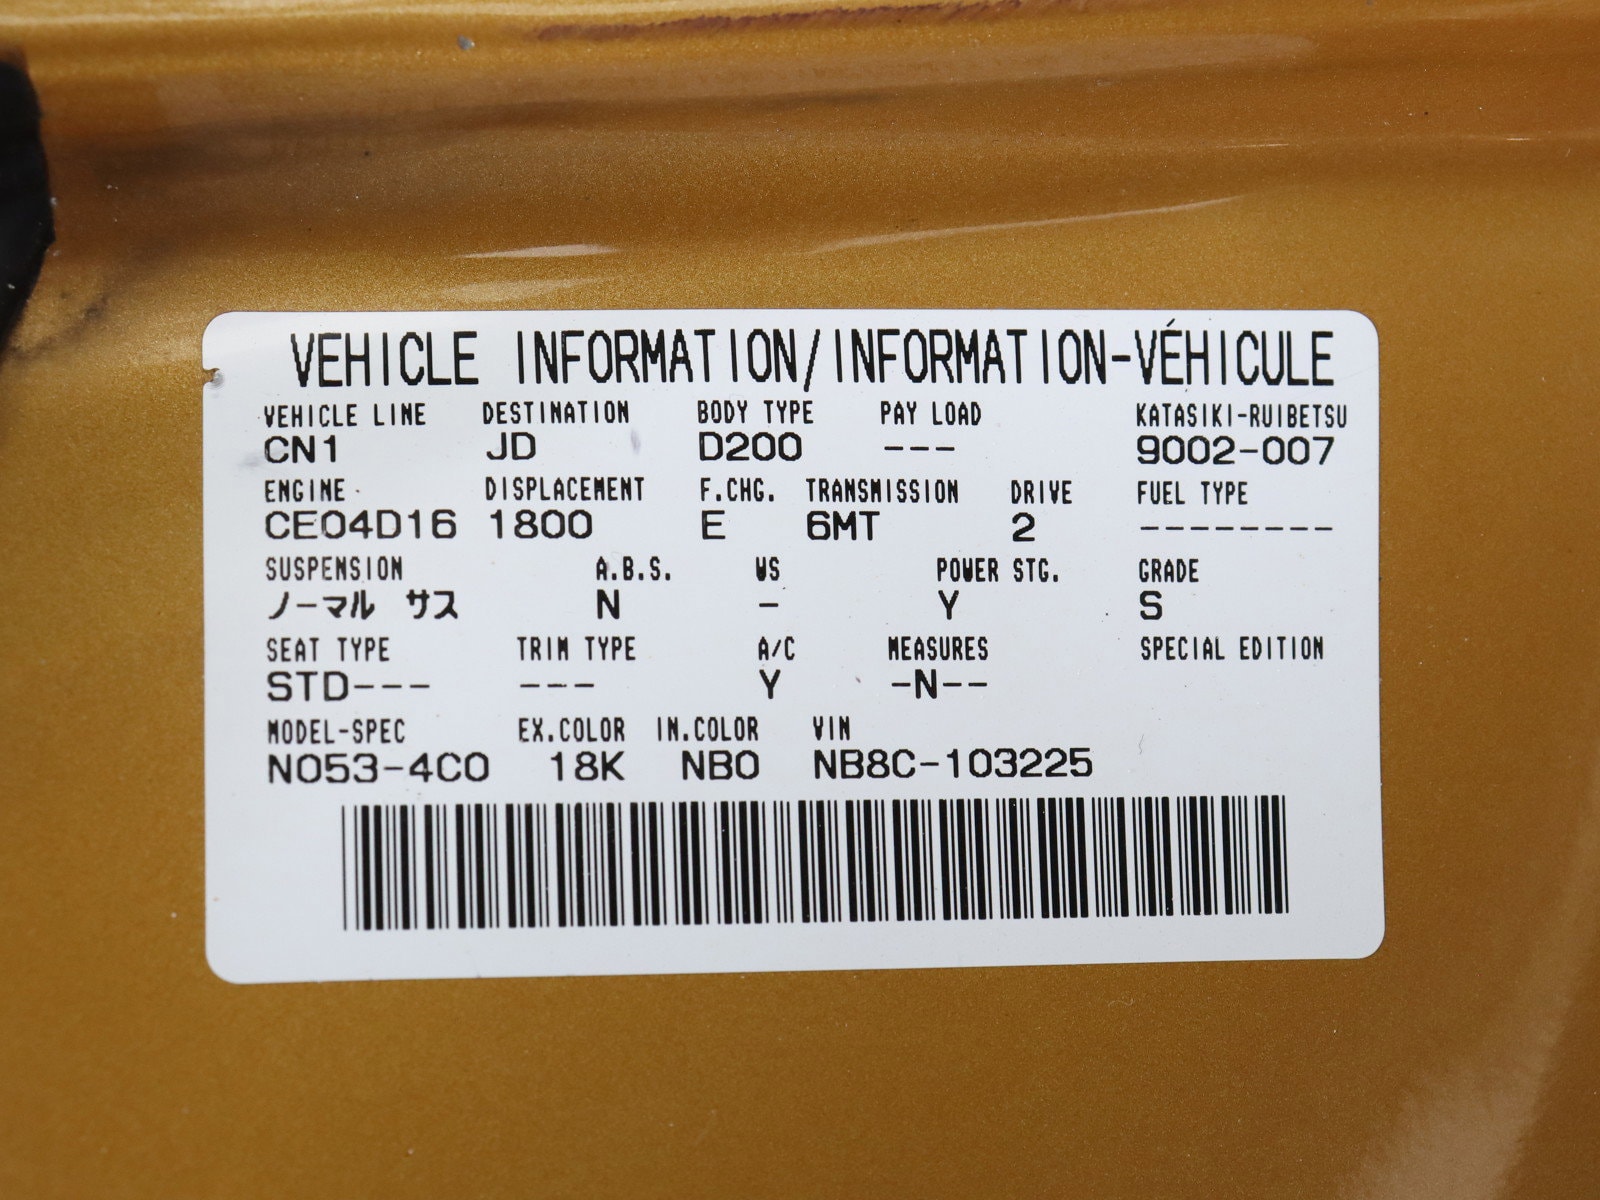 VEHICLE INFORMATION/INFORMATION-VÉHICULE
VEHICLE LINE DESTINATION BODY TYPE PAY LOAD KATASIKI-RUIBETSU
CN1 JD D200 --- 9002-007
ENGINE DISPLACEMENT F.CHG. TRANSMISSION DRIVE FUEL TYPE
CE04D16 1800 E 6MT 2 --------
SUSPENSION A.B.S. WS POWER STG. GRADE
ノーマル サス N - Y S
SEAT TYPE TRIM TYPE A/C MEASURES SPECIAL EDITION
STD--- --- Y -N--
MODEL-SPEC EX.COLOR IN.COLOR VIN
N053-4C0 18K NB0 NB8C-103225